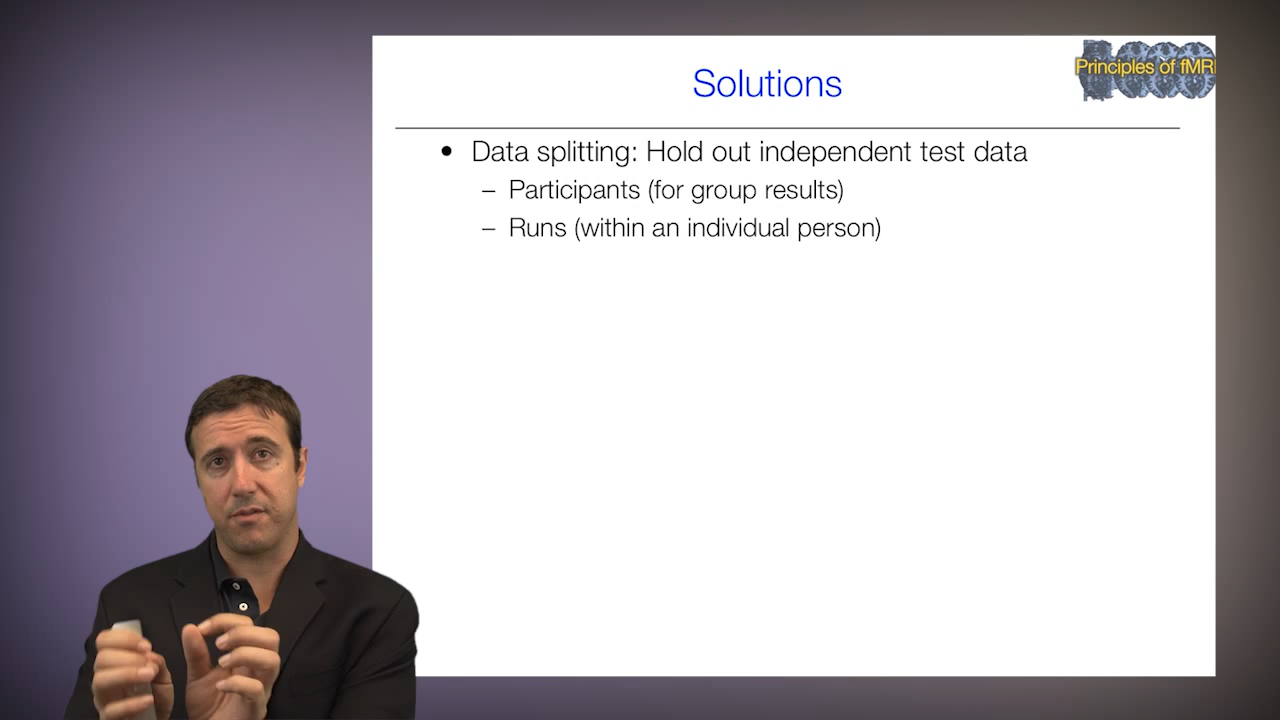 Principles of fMRI
Solutions
• Data splitting: Hold out independent test data
– Participants (for group results)
– Runs (within an individual person)